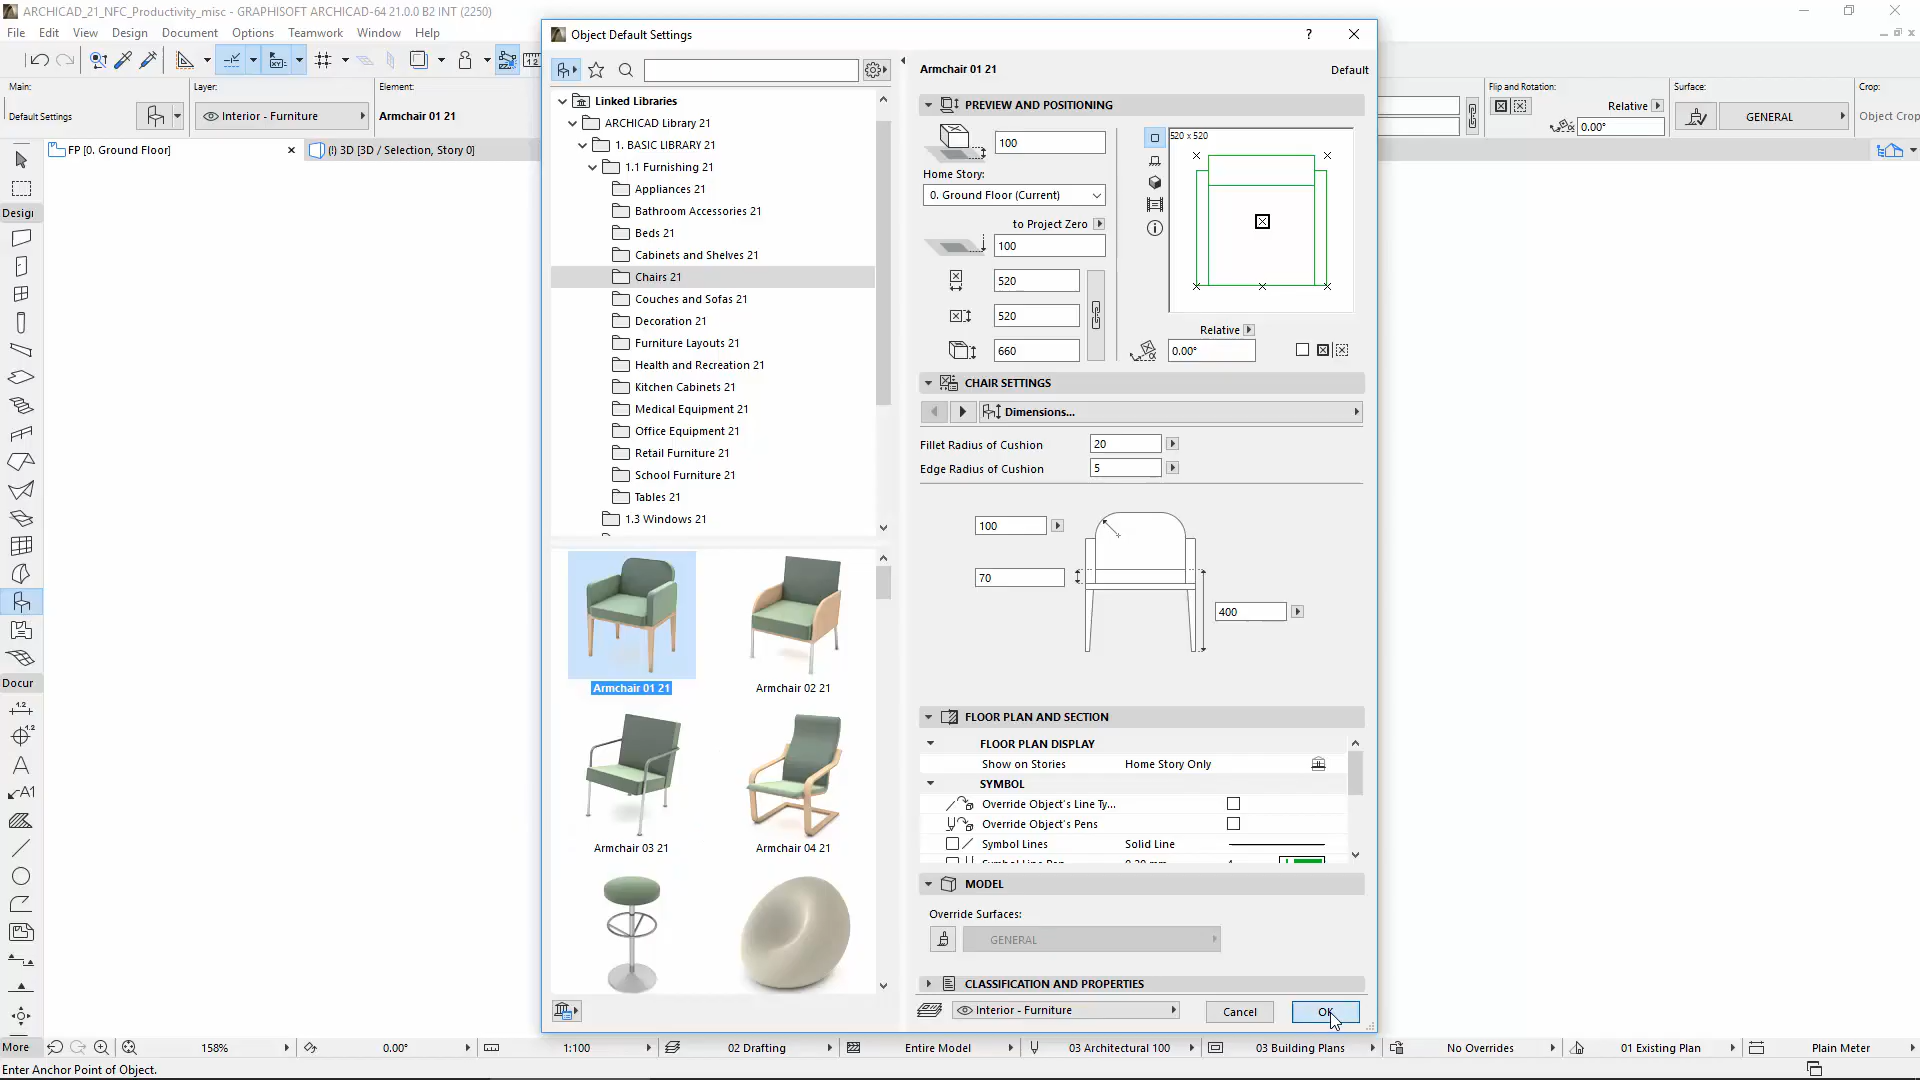 ARCHICAD_21_NFC_Productivity_misc - GRAPHISOFT ARCHICAD-64 21.0.0 B2 INT (2250)
File Edit View Design Document Options Teamwork Window Help
Main:
Default Settings
Layer:
Interior - Furniture
Element:
Armchair 01 21
Flip and Rotation:
Relative
0.00°
Surface:
GENERAL
Crop:
Object Crop
FP [0. Ground Floor]
(!) 3D [3D / Selection, Story 0]
Desig
Docur
More
1.2
1.2
A1
Object Default Settings
Linked Libraries
ARCHICAD Library 21
1. BASIC LIBRARY 21
1.1 Furnishing 21
Appliances 21
Bathroom Accessories 21
Beds 21
Cabinets and Shelves 21
Chairs 21
Couches and Sofas 21
Decoration 21
Furniture Layouts 21
Health and Recreation 21
Kitchen Cabinets 21
Medical Equipment 21
Office Equipment 21
Retail Furniture 21
School Furniture 21
Tables 21
1.3 Windows 21
Armchair 01 21
Armchair 02 21
Armchair 03 21
Armchair 04 21
Armchair 01 21
Default
PREVIEW AND POSITIONING
100
Home Story:
0. Ground Floor (Current)
to Project Zero
100
520
520
660
520 x 520
Relative
0.00°
CHAIR SETTINGS
Dimensions...
Fillet Radius of Cushion 20
Edge Radius of Cushion 5
100
70
400
FLOOR PLAN AND SECTION
FLOOR PLAN DISPLAY
Show on Stories Home Story Only
SYMBOL
Override Object's Line Ty...
Override Object's Pens
Symbol Lines Solid Line
MODEL
Override Surfaces:
GENERAL
CLASSIFICATION AND PROPERTIES
Interior - Furniture
Cancel
OK
158% 0.00° 1:100 02 Drafting Entire Model 03 Architectural 100 03 Building Plans No Overrides 01 Existing Plan Plain Meter
Enter Anchor Point of Object.